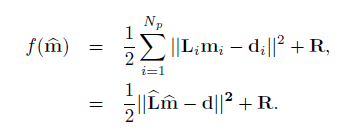 f(m̂) = 1/2 ∑_{i=1}^{N_p} ||L_i m_i − d_i||² + R,
= 1/2 ||L̂m̂ − d||² + R.